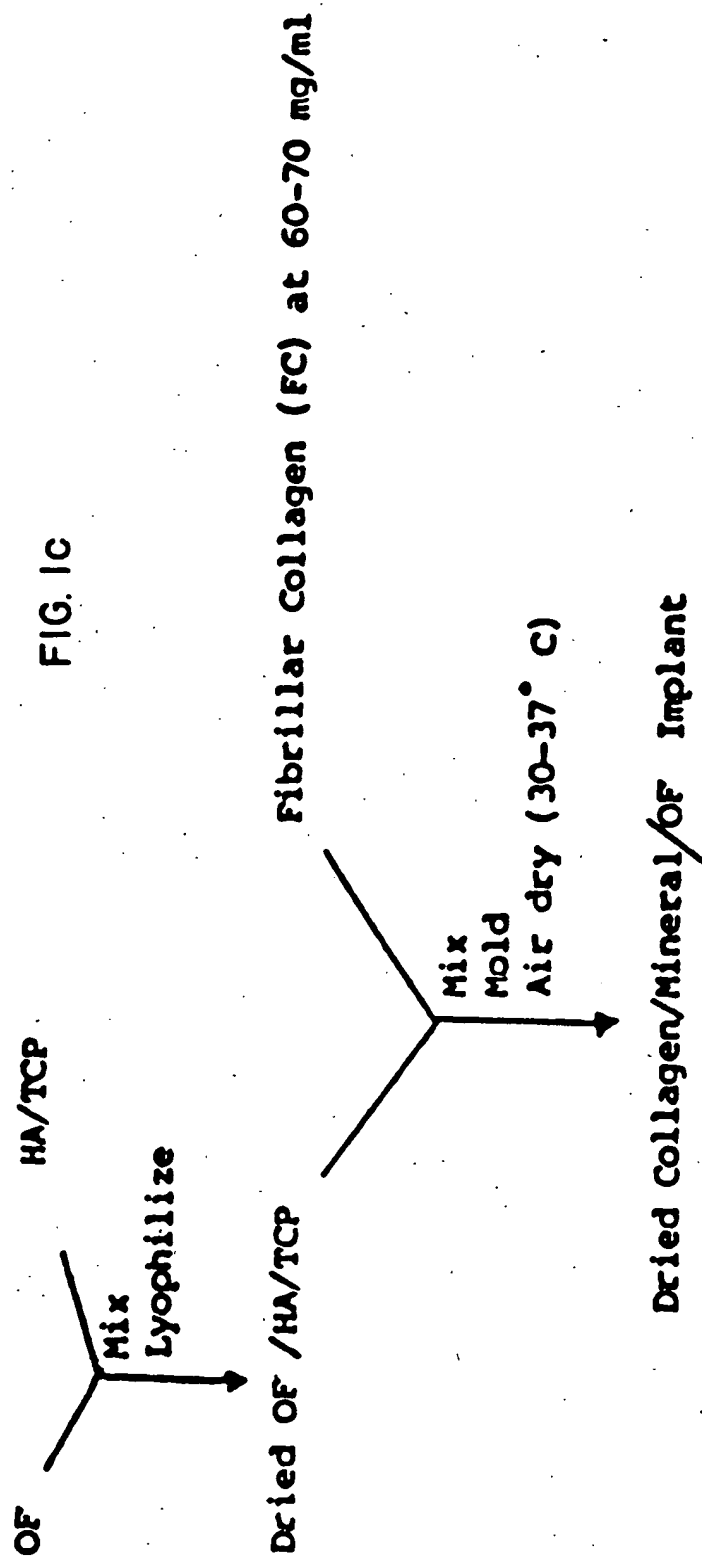 FIG. 1c
OF HA/TCP
Mix
Lyophilize
Dried OF /HA/TCP
Fibrillar Collagen (FC) at 60-70 mg/ml
Mix
Mold
Air dry (30-37° C)
Dried Collagen/Mineral/OF Implant